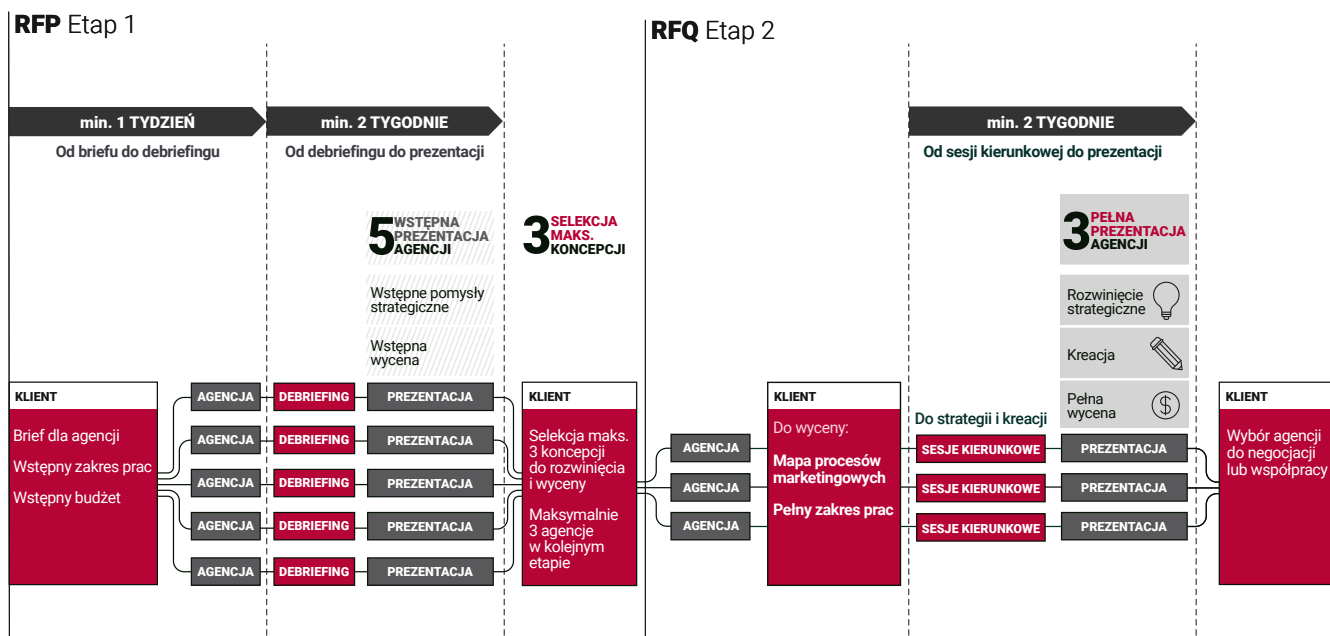 RFP Etap 1
min. 1 TYDZIEŃ
Od briefu do debriefingu
min. 2 TYGODNIE
Od debriefingu do prezentacji
5 WSTĘPNA
PREZENTACJA
AGENCJI
Wstępne pomysły
strategiczne
Wstępna
wycena
3 SELEKCJA
MAKS.
KONCEPCJI
KLIENT
Brief dla agencji
Wstępny zakres prac
Wstępny budżet
AGENCJA DEBRIEFING PREZENTACJA
AGENCJA DEBRIEFING PREZENTACJA
AGENCJA DEBRIEFING PREZENTACJA
AGENCJA DEBRIEFING PREZENTACJA
AGENCJA DEBRIEFING PREZENTACJA
KLIENT
Selekcja maks.
3 koncepcji
do rozwinięcia
i wyceny
Maksymalnie
3 agencje
w kolejnym
etapie
RFQ Etap 2
min. 2 TYGODNIE
Od sesji kierunkowej do prezentacji
3 PEŁNA
PREZENTACJA
AGENCJI
Rozwinięcie
strategiczne
Kreacja
Pełna
wycena
$
AGENCJA
AGENCJA
AGENCJA
KLIENT
Do wyceny:
Mapa procesów
marketingowych
Pełny zakres prac
Do strategii i kreacji
SESJE KIERUNKOWE PREZENTACJA
SESJE KIERUNKOWE PREZENTACJA
SESJE KIERUNKOWE PREZENTACJA
KLIENT
Wybór agencji
do negocjacji
lub współpracy